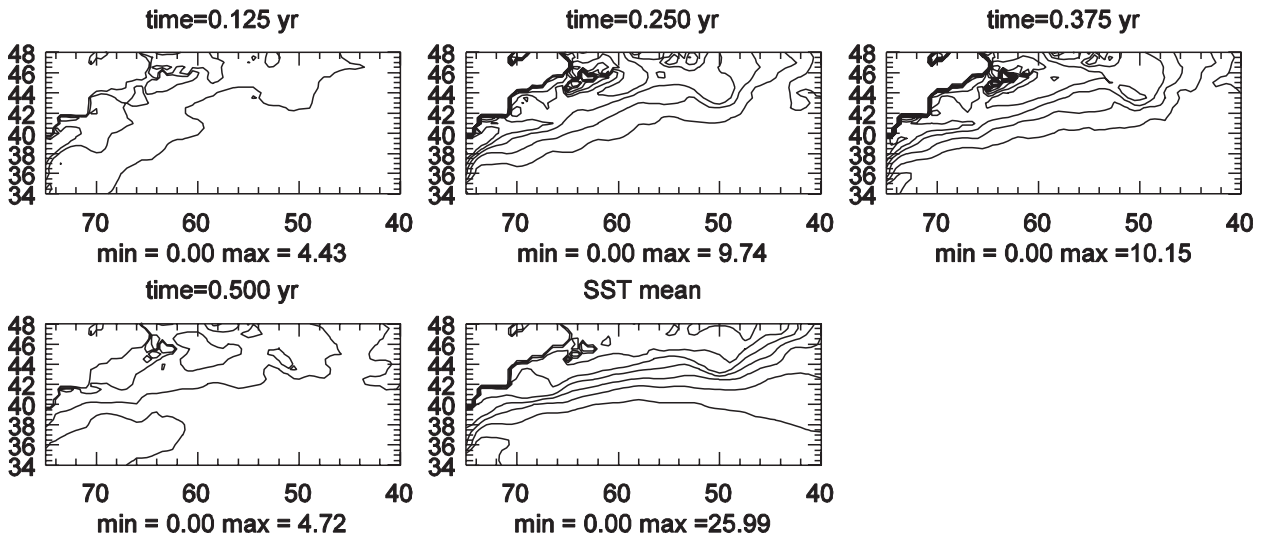 time=0.125 yr
48
46
44
42
40
38
36
34
70 60 50 40
min = 0.00 max = 4.43
time=0.250 yr
48
46
44
42
40
38
36
34
70 60 50 40
min = 0.00 max = 9.74
time=0.375 yr
48
46
44
42
40
38
36
34
70 60 50 40
min = 0.00 max =10.15
time=0.500 yr
48
46
44
42
40
38
36
34
70 60 50 40
min = 0.00 max = 4.72
SST mean
48
46
44
42
40
38
36
34
70 60 50 40
min = 0.00 max =25.99